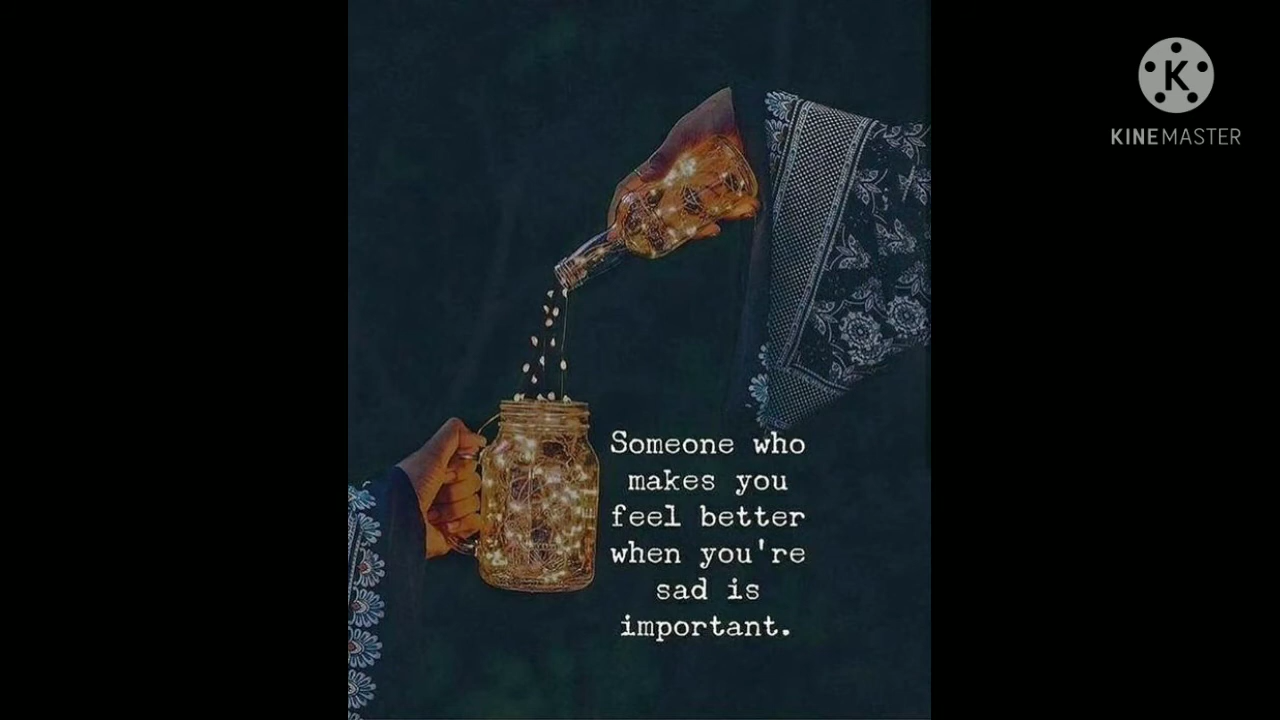 K
KINEMASTER
Someone who
makes you
feel better
when you're
sad is
important.